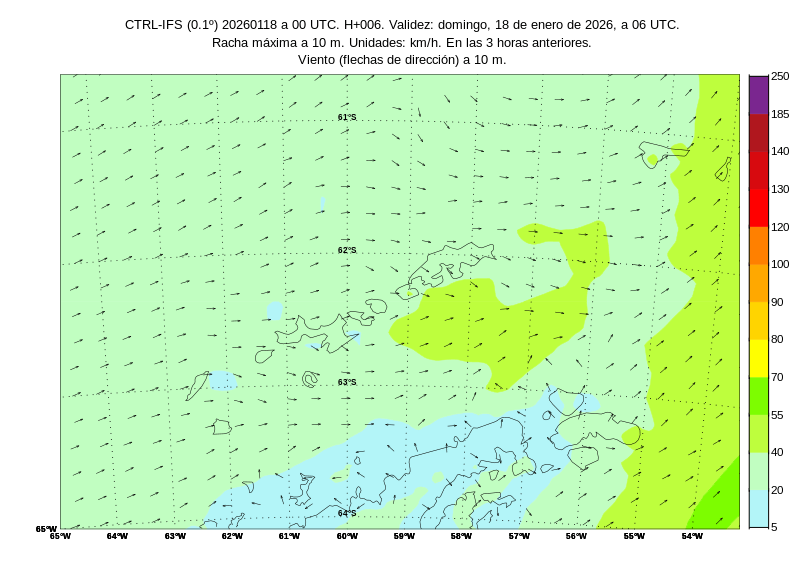 CTRL-IFS (0.1º) 20260118 a 00 UTC. H+006. Validez: domingo, 18 de enero de 2026, a 06 UTC.
Racha máxima a 10 m. Unidades: km/h. En las 3 horas anteriores.
Viento (flechas de dirección) a 10 m.
250
185
140
130
120
100
90
80
70
55
40
20
5
61°S
62°S
63°S
64°S
65°W
65°W 64°W 63°W 62°W 61°W 60°W 59°W 58°W 57°W 56°W 55°W 54°W